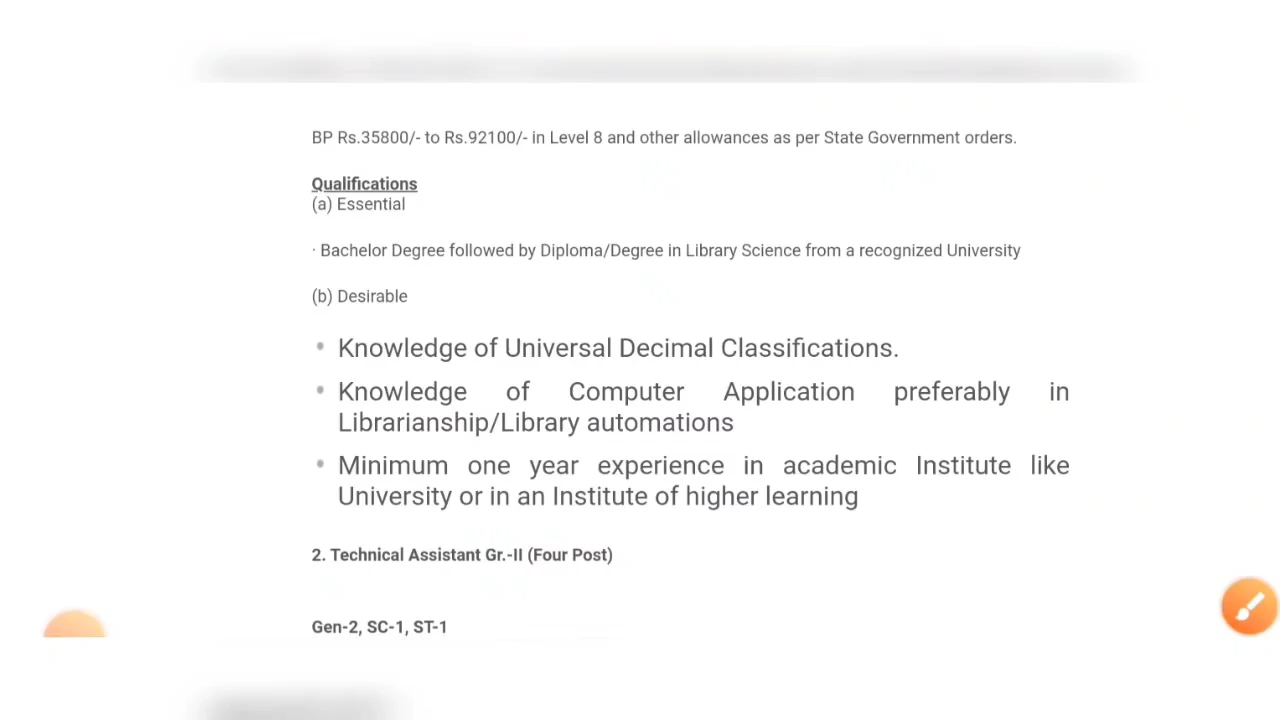 BP Rs.35800/- to Rs.92100/- in Level 8 and other allowances as per State Government orders.
Qualifications
(a) Essential
· Bachelor Degree followed by Diploma/Degree in Library Science from a recognized University
(b) Desirable
• Knowledge of Universal Decimal Classifications.
• Knowledge of Computer Application preferably in
Librarianship/Library automations
• Minimum one year experience in academic Institute like
University or in an Institute of higher learning
2. Technical Assistant Gr.-II (Four Post)
Gen-2, SC-1, ST-1